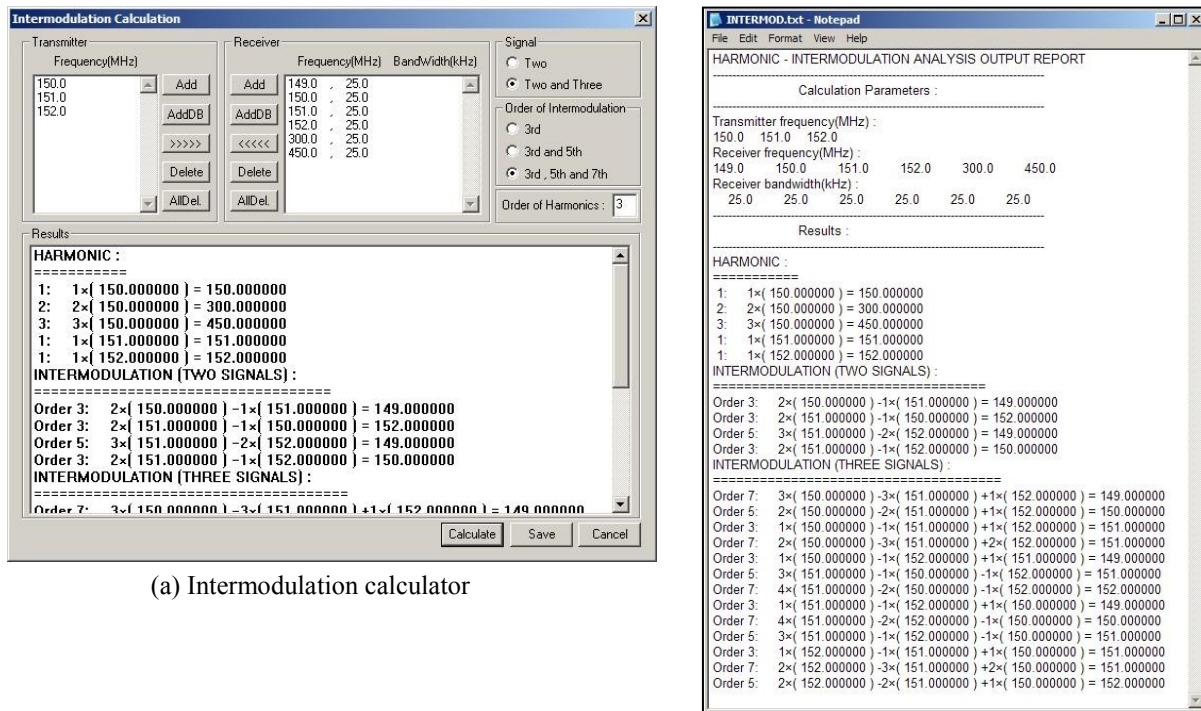 Intermodulation Calculation
Transmitter
Frequency(MHz)
150.0
151.0
152.0
Add
AddDB
>>>>>
Delete
AllDel.
Receiver
Frequency(MHz) BandWidth(kHz)
Add
AddDB
<<<<<
Delete
AllDel.
149.0 , 25.0
150.0 , 25.0
151.0 , 25.0
152.0 , 25.0
300.0 , 25.0
450.0 , 25.0
Signal
Two
Two and Three
Order of Intermodulation
3rd
3rd and 5th
3rd , 5th and 7th
Order of Harmonics : 3
Results
HARMONIC :
===========
1: 1×( 150.000000 ) = 150.000000
2: 2×( 150.000000 ) = 300.000000
3: 3×( 150.000000 ) = 450.000000
1: 1×( 151.000000 ) = 151.000000
1: 1×( 152.000000 ) = 152.000000
INTERMODULATION (TWO SIGNALS) :
===================================
Order 3: 2×( 150.000000 ) -1×( 151.000000 ) = 149.000000
Order 3: 2×( 151.000000 ) -1×( 150.000000 ) = 152.000000
Order 5: 3×( 151.000000 ) -2×( 152.000000 ) = 149.000000
Order 3: 2×( 151.000000 ) -1×( 152.000000 ) = 150.000000
INTERMODULATION (THREE SIGNALS) :
=====================================
Order 7: 3×( 150.000000 ) -3×( 151.000000 ) +1×( 152.000000 ) = 149.000000
Calculate
Save
Cancel
(a) Intermodulation calculator
INTERMOD.txt - Notepad
File Edit Format View Help
HARMONIC - INTERMODULATION ANALYSIS OUTPUT REPORT
Calculation Parameters :
Transmitter frequency(MHz) :
150.0 151.0 152.0
Receiver frequency(MHz) :
149.0 150.0 151.0 152.0 300.0 450.0
Receiver bandwidth(kHz) :
25.0 25.0 25.0 25.0 25.0 25.0
Results :
HARMONIC :
===========
1: 1×( 150.000000 ) = 150.000000
2: 2×( 150.000000 ) = 300.000000
3: 3×( 150.000000 ) = 450.000000
1: 1×( 151.000000 ) = 151.000000
1: 1×( 152.000000 ) = 152.000000
INTERMODULATION (TWO SIGNALS) :
===================================
Order 3: 2×( 150.000000 ) -1×( 151.000000 ) = 149.000000
Order 3: 2×( 151.000000 ) -1×( 150.000000 ) = 152.000000
Order 5: 3×( 151.000000 ) -2×( 152.000000 ) = 149.000000
Order 3: 2×( 151.000000 ) -1×( 152.000000 ) = 150.000000
INTERMODULATION (THREE SIGNALS) :
=====================================
Order 7: 3×( 150.000000 ) -3×( 151.000000 ) +1×( 152.000000 ) = 149.000000
Order 5: 2×( 150.000000 ) -2×( 151.000000 ) +1×( 152.000000 ) = 150.000000
Order 3: 1×( 150.000000 ) -1×( 151.000000 ) +1×( 152.000000 ) = 151.000000
Order 7: 2×( 150.000000 ) -3×( 151.000000 ) +2×( 152.000000 ) = 151.000000
Order 3: 1×( 150.000000 ) -1×( 152.000000 ) +1×( 151.000000 ) = 149.000000
Order 5: 3×( 151.000000 ) -1×( 150.000000 ) -1×( 152.000000 ) = 151.000000
Order 7: 4×( 151.000000 ) -2×( 150.000000 ) -1×( 152.000000 ) = 152.000000
Order 3: 1×( 151.000000 ) -1×( 152.000000 ) +1×( 150.000000 ) = 149.000000
Order 7: 4×( 151.000000 ) -2×( 152.000000 ) -1×( 150.000000 ) = 150.000000
Order 5: 3×( 151.000000 ) -1×( 152.000000 ) -1×( 150.000000 ) = 151.000000
Order 3: 1×( 152.000000 ) -1×( 151.000000 ) +1×( 150.000000 ) = 151.000000
Order 7: 2×( 152.000000 ) -3×( 151.000000 ) +2×( 150.000000 ) = 151.000000
Order 5: 2×( 152.000000 ) -2×( 151.000000 ) +1×( 150.000000 ) = 152.000000